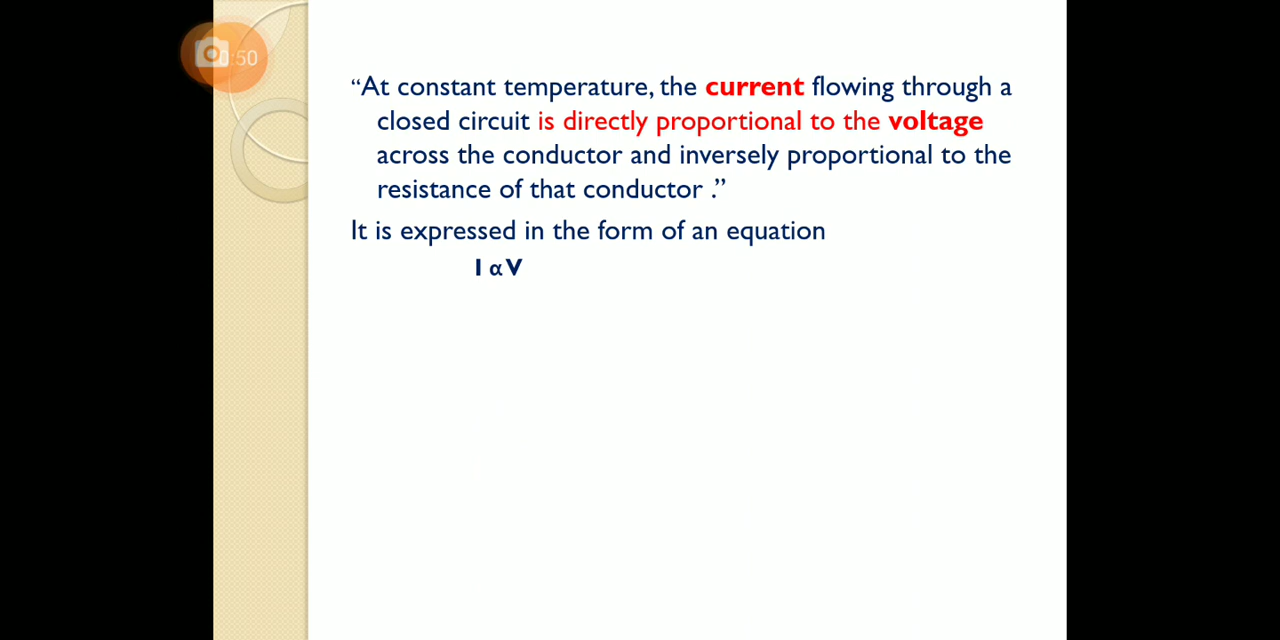 :50
“At constant temperature, the current flowing through a
closed circuit is directly proportional to the voltage
across the conductor and inversely proportional to the
resistance of that conductor .”
It is expressed in the form of an equation
I α V